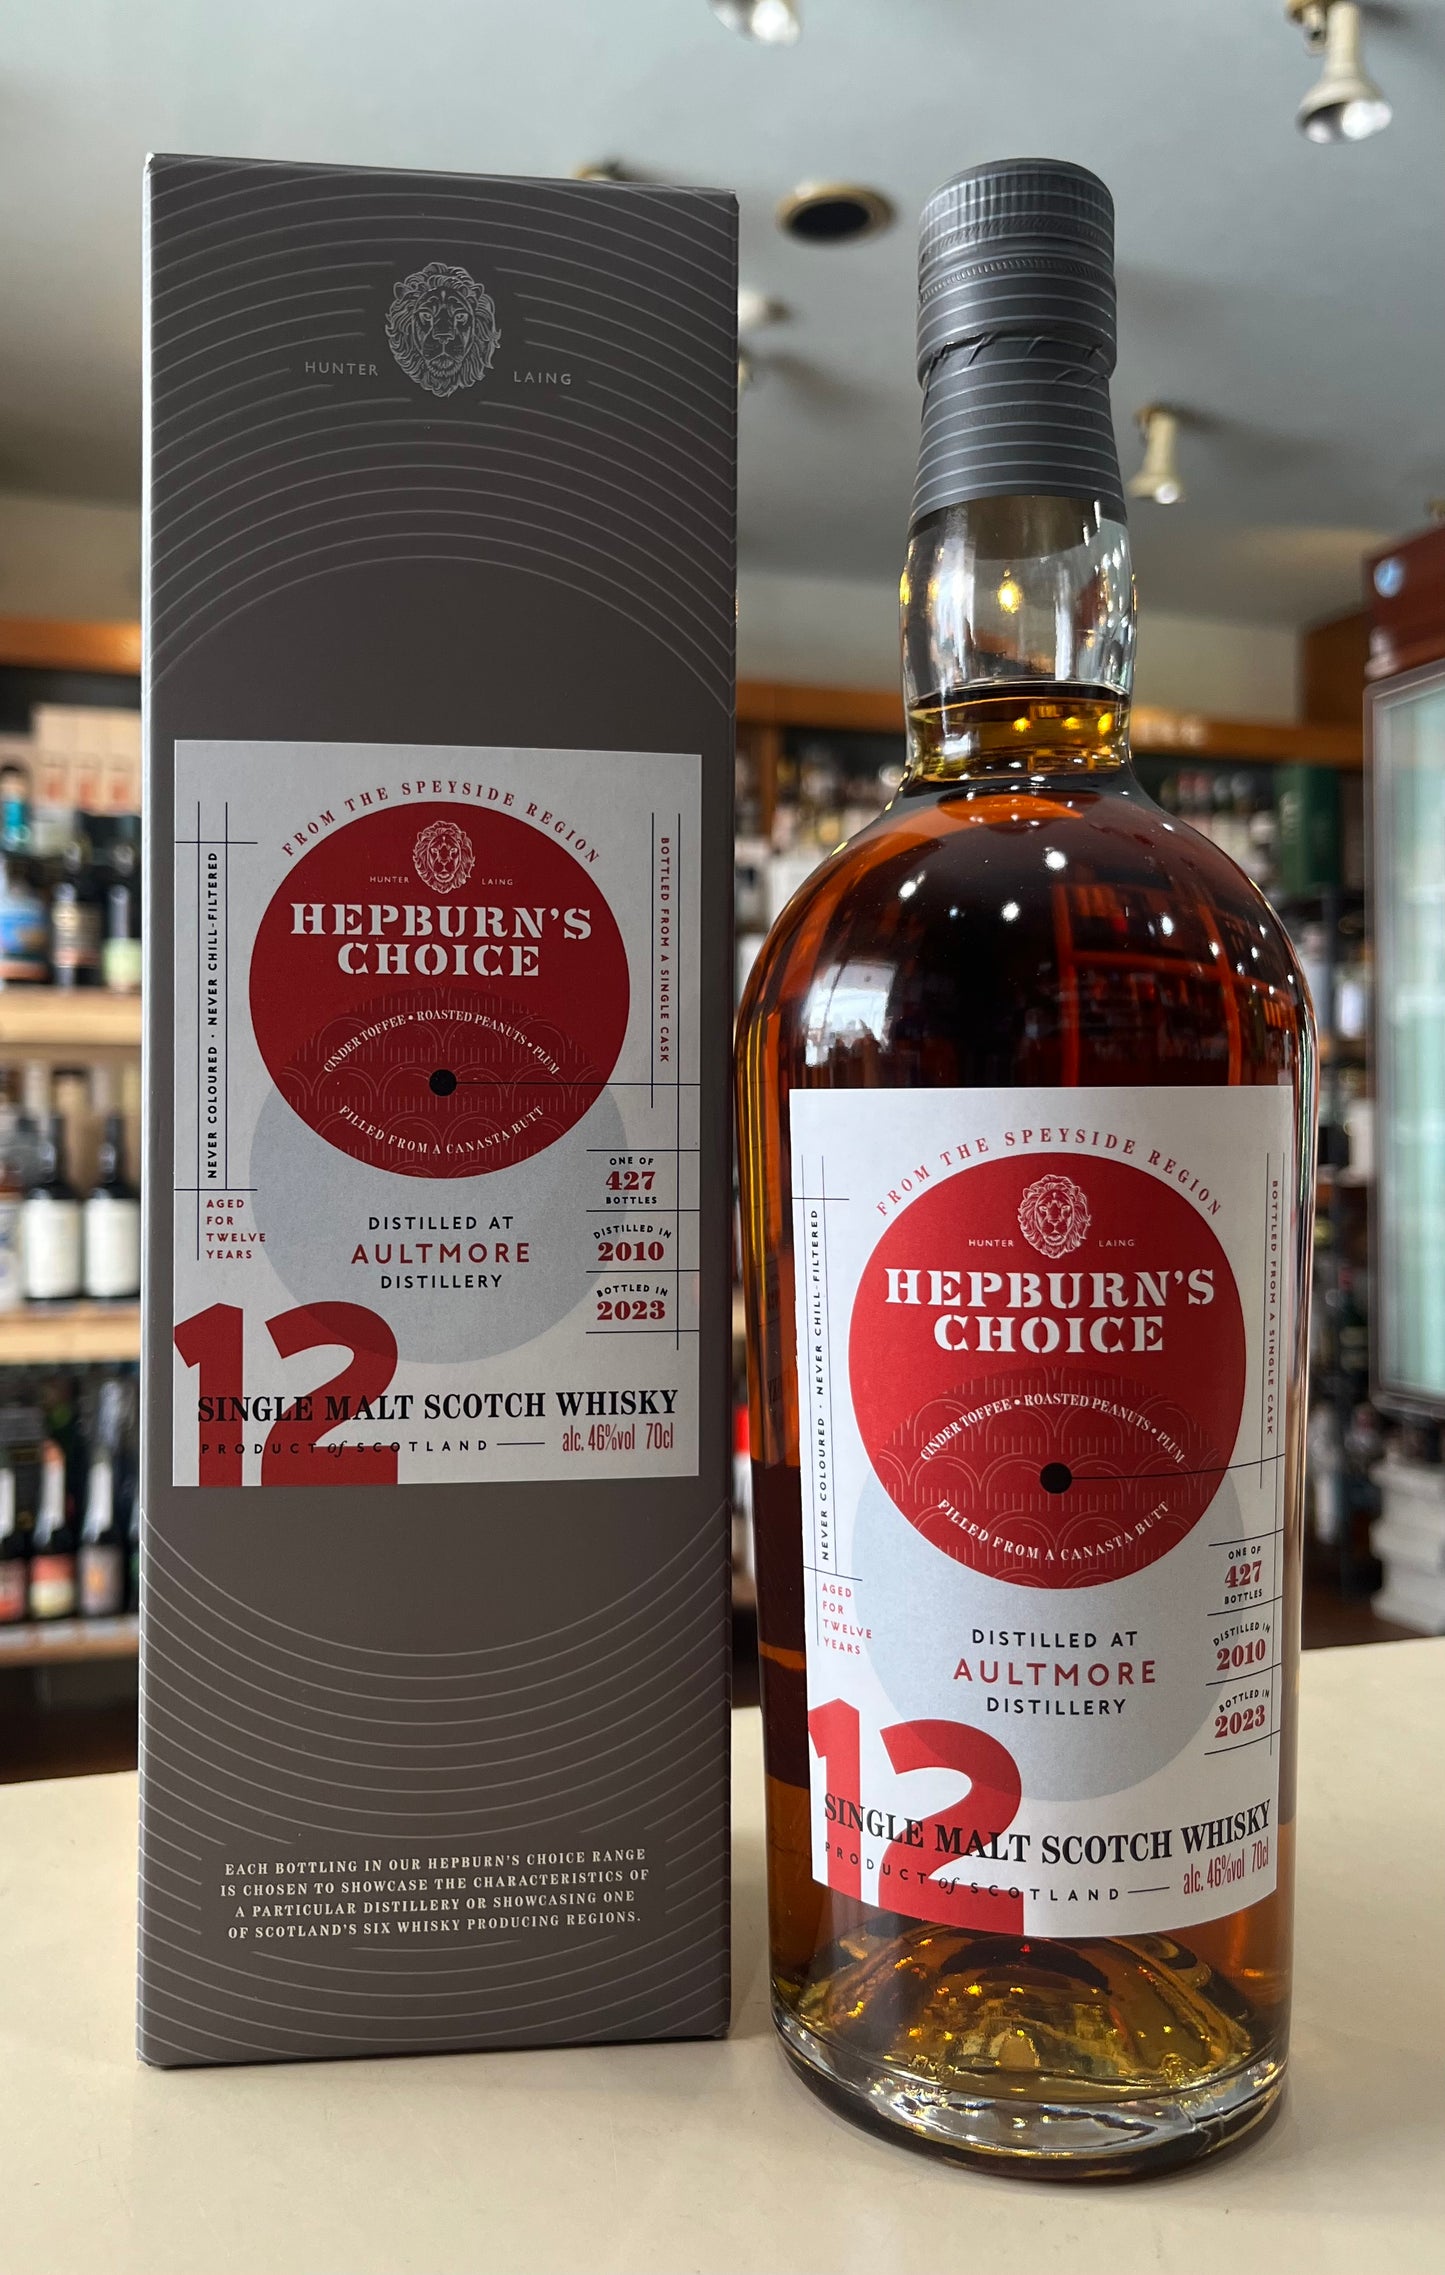 HUNTER LAING
FROM THE SPEYSIDE REGION
HUNTER LAING
HEPBURN'S
CHOICE
CINDER TOFFEE • ROASTED PEANUTS • PLUM
FILLED FROM A CANASTA BUTT
NEVER COLOURED · NEVER CHILL-FILTERED
BOTTLED FROM A SINGLE CASK
AGED
FOR
TWELVE
YEARS
ONE OF
427
BOTTLES
DISTILLED IN
2010
BOTTLED IN
2023
DISTILLED AT
AULTMORE
DISTILLERY
12
SINGLE MALT SCOTCH WHISKY
PRODUCT of SCOTLAND
alc. 46%vol 70cl
EACH BOTTLING IN OUR HEPBURN'S CHOICE RANGE
IS CHOSEN TO SHOWCASE THE CHARACTERISTICS OF
A PARTICULAR DISTILLERY OR SHOWCASING ONE
OF SCOTLAND'S SIX WHISKY PRODUCING REGIONS.
FROM THE SPEYSIDE REGION
HUNTER LAING
HEPBURN'S
CHOICE
CINDER TOFFEE • ROASTED PEANUTS • PLUM
FILLED FROM A CANASTA BUTT
NEVER COLOURED · NEVER CHILL-FILTERED
BOTTLED FROM A SINGLE CASK
AGED
FOR
TWELVE
YEARS
ONE OF
427
BOTTLES
DISTILLED IN
2010
BOTTLED IN
2023
DISTILLED AT
AULTMORE
DISTILLERY
12
SINGLE MALT SCOTCH WHISKY
PRODUCT of SCOTLAND
alc. 46%vol 70cl